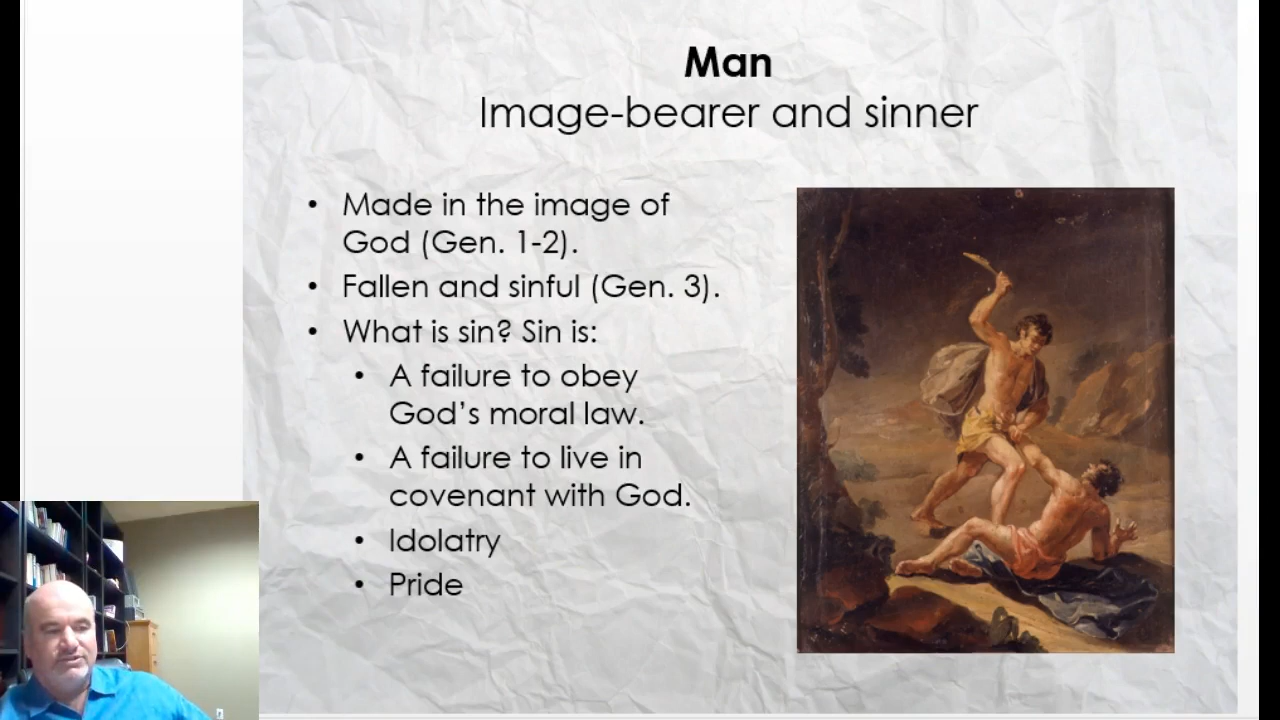 Man
Image-bearer and sinner
• Made in the image of
God (Gen. 1-2).
• Fallen and sinful (Gen. 3).
• What is sin? Sin is:
• A failure to obey
God’s moral law.
• A failure to live in
covenant with God.
• Idolatry
• Pride